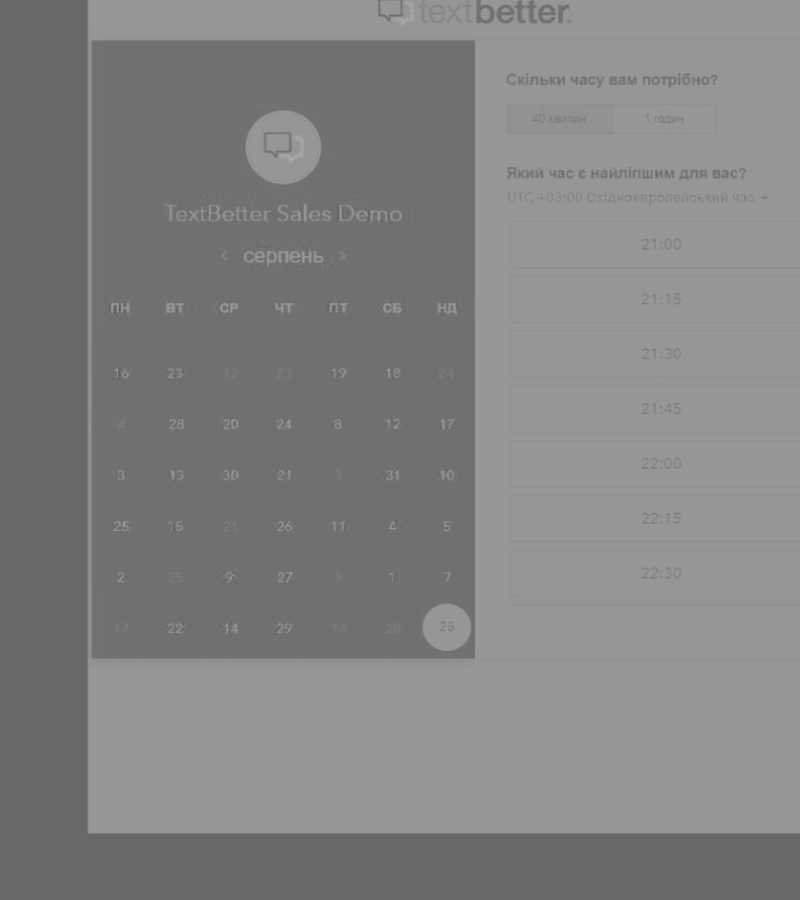 textbetter.
TextBetter Sales Demo
‹ серпень ›
ПН ВТ СР ЧТ ПТ СБ НД
16 23 12 23 19 18 24
4 28 20 24 8 12 17
3 13 30 21 3 31 10
25 15 21 26 11 4 5
2 25 9 27 9 1 7
17 22 14 29 14 28 28
Скільки часу вам потрібно?
40 хвилин 1 годин
Який час є найліпшим для вас?
UTC +03:00 Східноєвропейський час
21:00
21:15
21:30
21:45
22:00
22:15
22:30